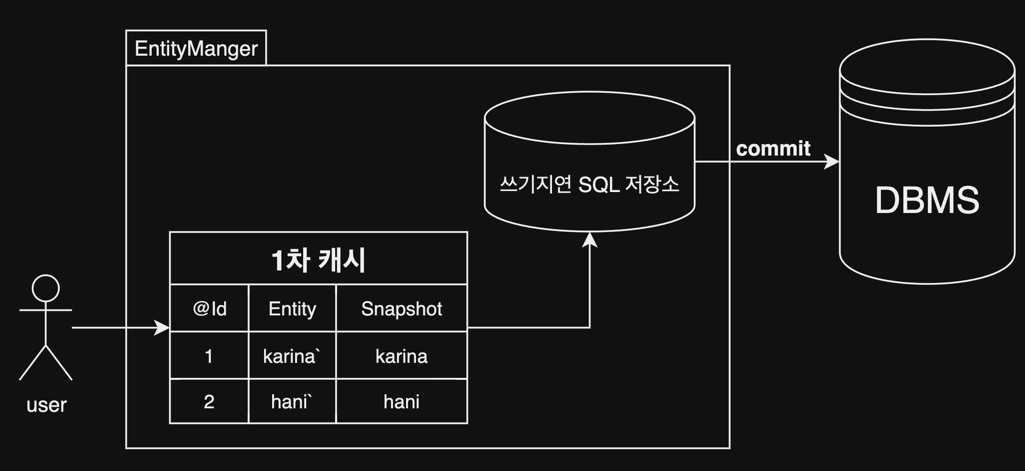 EntityManger
쓰기지연 SQL 저장소
commit
DBMS
1차 캐시
@Id Entity Snapshot
1 karina` karina
2 hani` hani
user